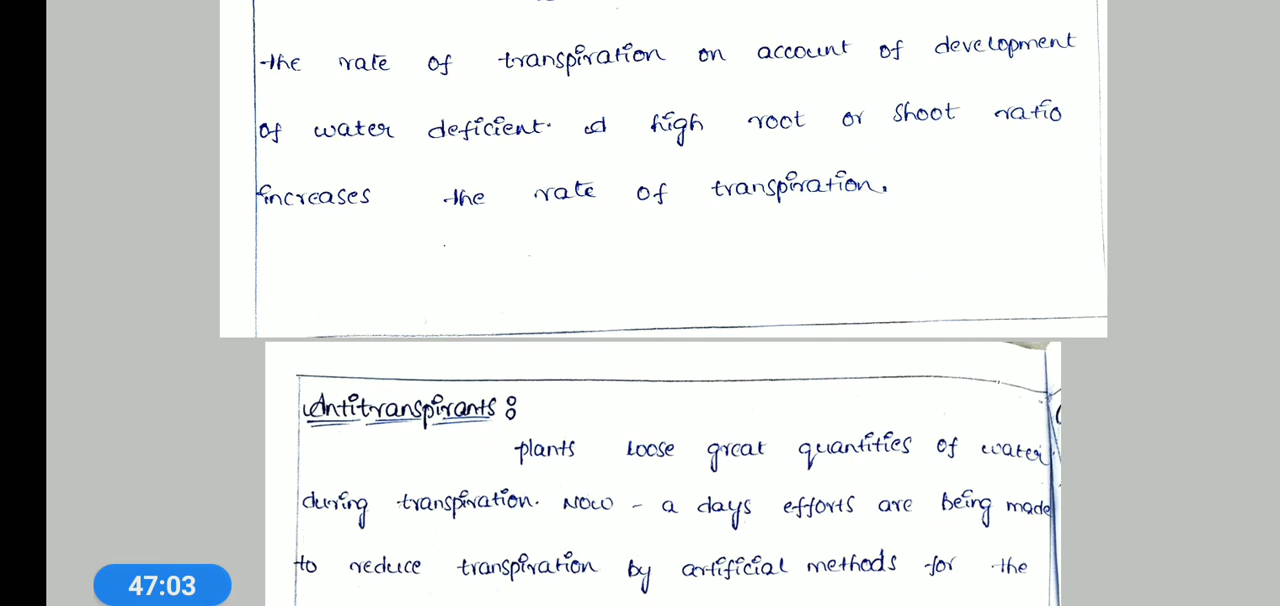 the rate of transpiration on account of development
of water deficient. A high root or shoot ratio
increases the rate of transpiration.
Antitranspirants :
plants loose great quantities of water
during transpiration. Now - a days efforts are being made
to reduce transpiration by artificial methods for the
47:03